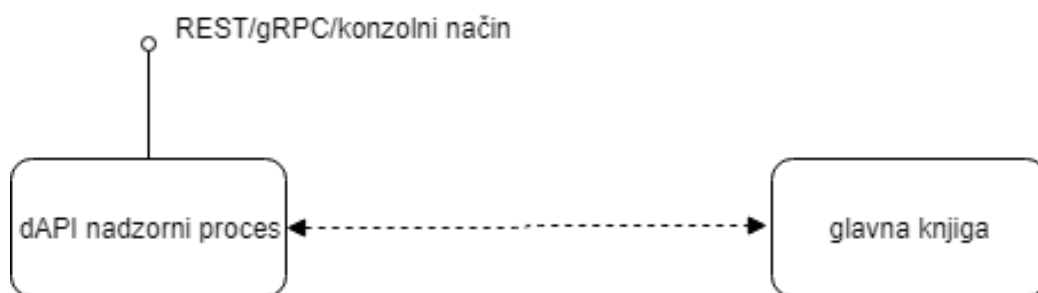 REST/gRPC/konzolni način
dAPI nadzorni proces
glavna knjiga